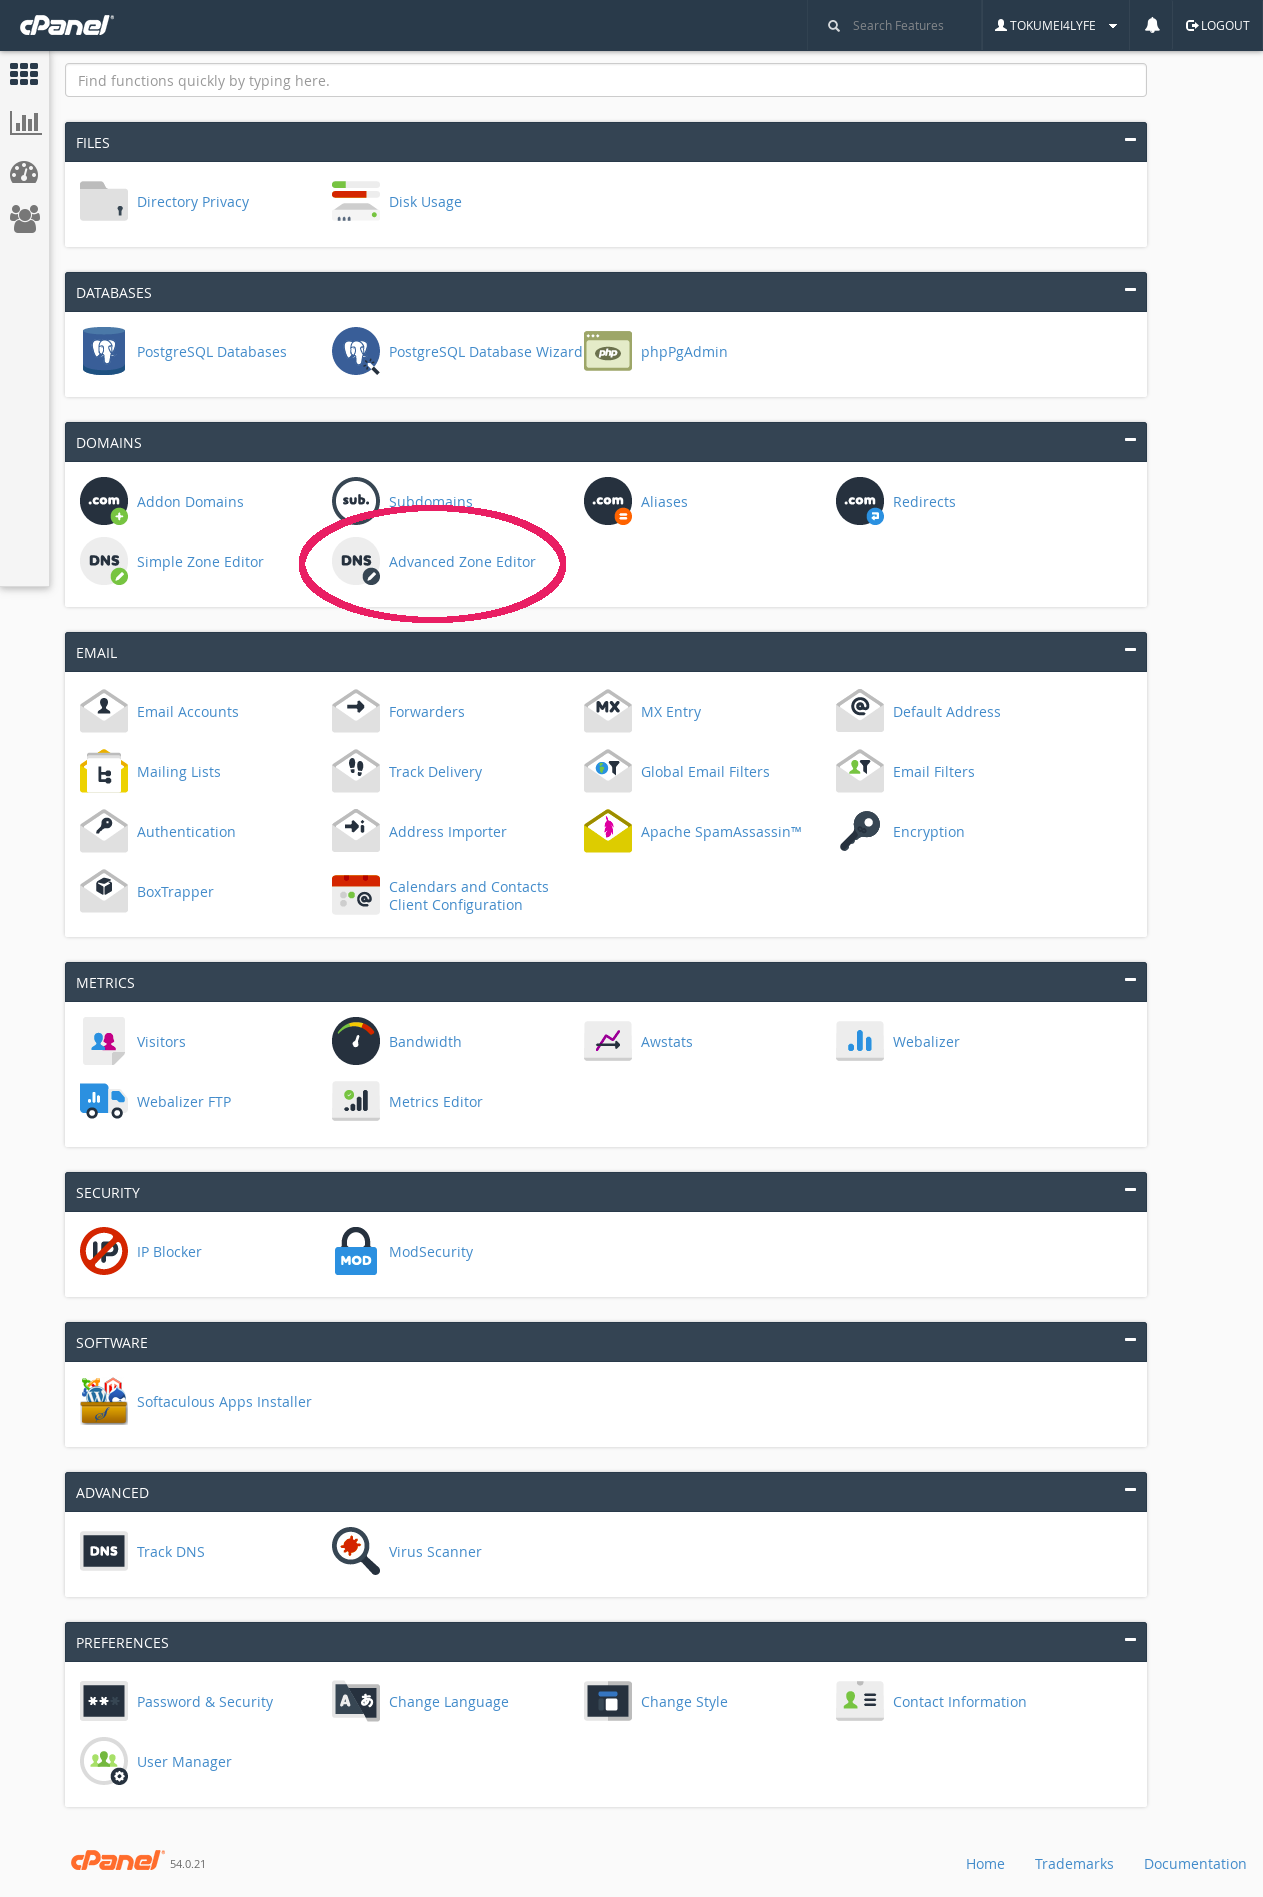 cPanel®
Search Features
TOKUMEI4LYFE
LOGOUT
Find functions quickly by typing here.
FILES
Directory Privacy
Disk Usage
DATABASES
PostgreSQL Databases
PostgreSQL Database Wizard
php
phpPgAdmin
DOMAINS
.com
Addon Domains
sub.
Subdomains
.com
Aliases
.com
Redirects
DNS
Simple Zone Editor
DNS
Advanced Zone Editor
EMAIL
Email Accounts
Forwarders
MX
MX Entry
@
Default Address
Mailing Lists
Track Delivery
Global Email Filters
Email Filters
Authentication
Address Importer
Apache SpamAssassin™
Encryption
BoxTrapper
@
Calendars and Contacts
Client Configuration
METRICS
Visitors
Bandwidth
Awstats
Webalizer
Webalizer FTP
Metrics Editor
SECURITY
IP
IP Blocker
MOD
ModSecurity
SOFTWARE
Softaculous Apps Installer
ADVANCED
DNS
Track DNS
Virus Scanner
PREFERENCES
***
Password & Security
A あ
Change Language
Change Style
Contact Information
User Manager
cPanel®
54.0.21
Home
Trademarks
Documentation